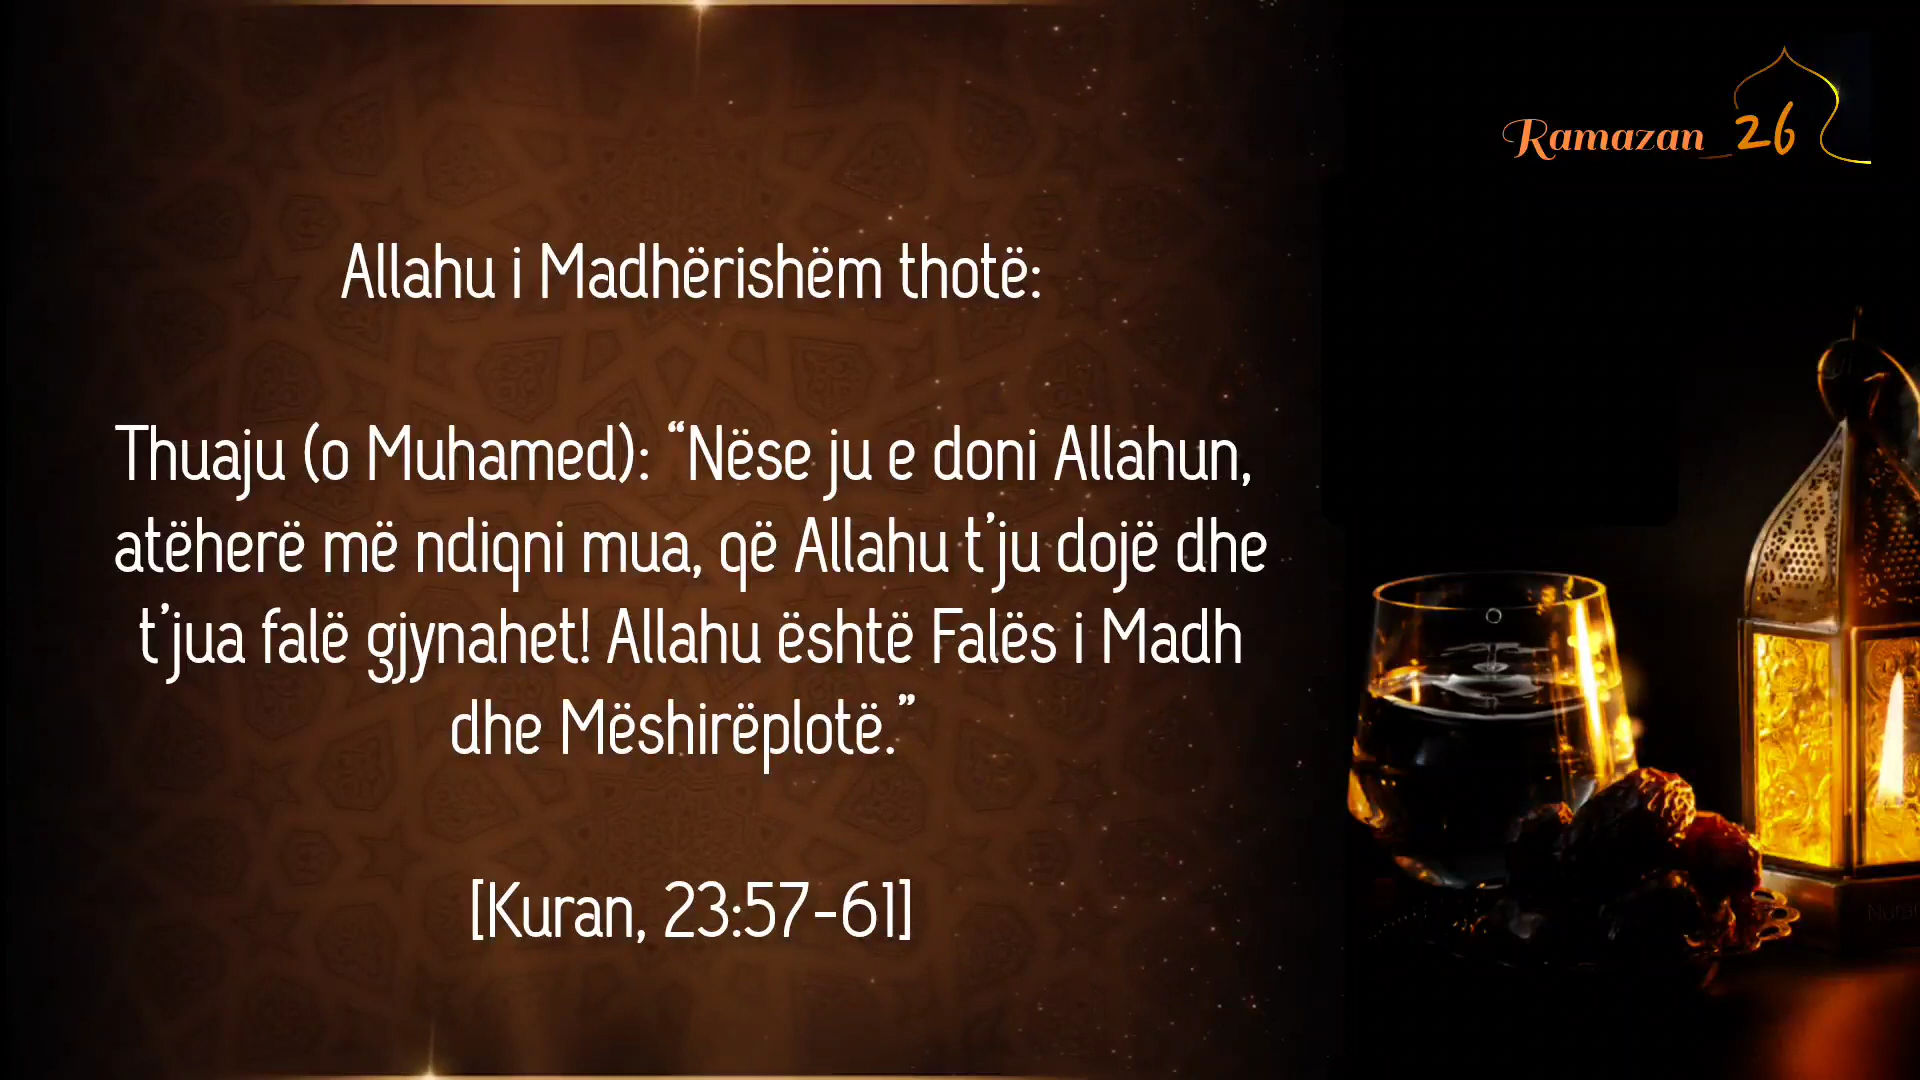 Ramazan 26
Allahu i Madhërishëm thotë:
Thuaju (o Muhamed): “Nëse ju e doni Allahun,
atëherë më ndiqni mua, që Allahu t’ju dojë dhe
t’jua falë gjynahet! Allahu është Falës i Madh
dhe Mëshirëplotë.”
[Kuran, 23:57-61]